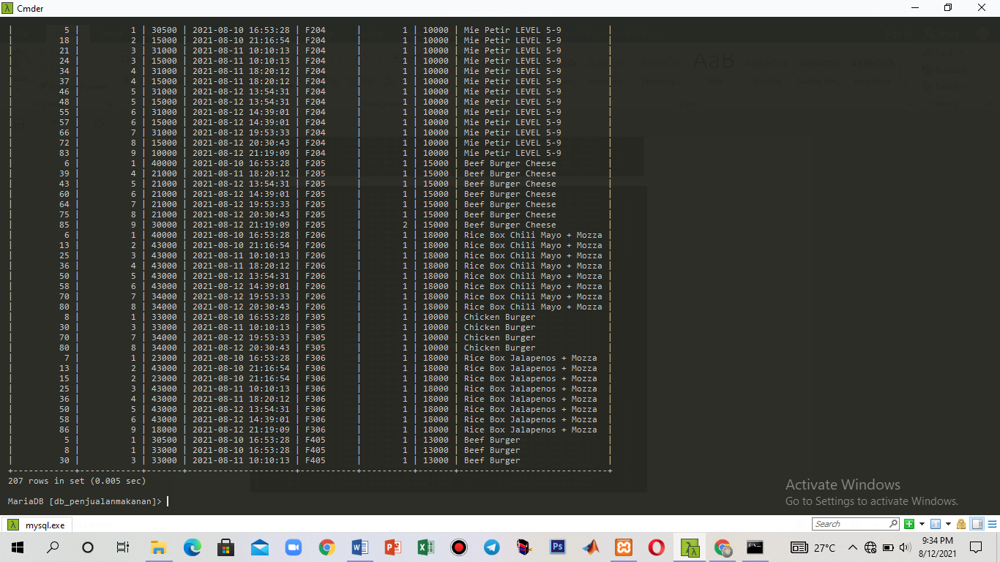 Cmder
| 5 | 1 | 30500 | 2021-08-10 16:53:28 | F204 | 1 | 10000 | Mie Petir LEVEL 5-9 |
| 18 | 2 | 15000 | 2021-08-10 21:16:54 | F204 | 1 | 10000 | Mie Petir LEVEL 5-9 |
| 21 | 3 | 31000 | 2021-08-11 10:10:13 | F204 | 1 | 10000 | Mie Petir LEVEL 5-9 |
| 24 | 3 | 15000 | 2021-08-11 10:10:13 | F204 | 1 | 10000 | Mie Petir LEVEL 5-9 |
| 34 | 4 | 31000 | 2021-08-11 18:20:12 | F204 | 1 | 10000 | Mie Petir LEVEL 5-9 |
| 37 | 4 | 15000 | 2021-08-11 18:20:12 | F204 | 1 | 10000 | Mie Petir LEVEL 5-9 |
| 46 | 5 | 31000 | 2021-08-12 13:54:31 | F204 | 1 | 10000 | Mie Petir LEVEL 5-9 |
| 48 | 5 | 15000 | 2021-08-12 13:54:31 | F204 | 1 | 10000 | Mie Petir LEVEL 5-9 |
| 55 | 6 | 31000 | 2021-08-12 14:39:01 | F204 | 1 | 10000 | Mie Petir LEVEL 5-9 |
| 57 | 6 | 15000 | 2021-08-12 14:39:01 | F204 | 1 | 10000 | Mie Petir LEVEL 5-9 |
| 66 | 7 | 31000 | 2021-08-12 19:53:33 | F204 | 1 | 10000 | Mie Petir LEVEL 5-9 |
| 72 | 8 | 15000 | 2021-08-12 20:30:43 | F204 | 1 | 10000 | Mie Petir LEVEL 5-9 |
| 83 | 9 | 10000 | 2021-08-12 21:19:09 | F204 | 1 | 10000 | Mie Petir LEVEL 5-9 |
| 6 | 1 | 40000 | 2021-08-10 16:53:28 | F205 | 1 | 15000 | Beef Burger Cheese |
| 39 | 4 | 21000 | 2021-08-11 18:20:12 | F205 | 1 | 15000 | Beef Burger Cheese |
| 43 | 5 | 21000 | 2021-08-12 13:54:31 | F205 | 1 | 15000 | Beef Burger Cheese |
| 60 | 6 | 21000 | 2021-08-12 14:39:01 | F205 | 1 | 15000 | Beef Burger Cheese |
| 64 | 7 | 21000 | 2021-08-12 19:53:33 | F205 | 1 | 15000 | Beef Burger Cheese |
| 75 | 8 | 21000 | 2021-08-12 20:30:43 | F205 | 1 | 15000 | Beef Burger Cheese |
| 85 | 9 | 30000 | 2021-08-12 21:19:09 | F205 | 2 | 15000 | Beef Burger Cheese |
| 6 | 1 | 40000 | 2021-08-10 16:53:28 | F206 | 1 | 18000 | Rice Box Chili Mayo + Mozza |
| 13 | 2 | 43000 | 2021-08-10 21:16:54 | F206 | 1 | 18000 | Rice Box Chili Mayo + Mozza |
| 25 | 3 | 43000 | 2021-08-11 10:10:13 | F206 | 1 | 18000 | Rice Box Chili Mayo + Mozza |
| 36 | 4 | 43000 | 2021-08-11 18:20:12 | F206 | 1 | 18000 | Rice Box Chili Mayo + Mozza |
| 50 | 5 | 43000 | 2021-08-12 13:54:31 | F206 | 1 | 18000 | Rice Box Chili Mayo + Mozza |
| 58 | 6 | 43000 | 2021-08-12 14:39:01 | F206 | 1 | 18000 | Rice Box Chili Mayo + Mozza |
| 70 | 7 | 34000 | 2021-08-12 19:53:33 | F206 | 1 | 18000 | Rice Box Chili Mayo + Mozza |
| 80 | 8 | 34000 | 2021-08-12 20:30:43 | F206 | 1 | 18000 | Rice Box Chili Mayo + Mozza |
| 8 | 1 | 33000 | 2021-08-10 16:53:28 | F305 | 1 | 10000 | Chicken Burger |
| 30 | 3 | 33000 | 2021-08-11 10:10:13 | F305 | 1 | 10000 | Chicken Burger |
| 70 | 7 | 34000 | 2021-08-12 19:53:33 | F305 | 1 | 10000 | Chicken Burger |
| 80 | 8 | 34000 | 2021-08-12 20:30:43 | F305 | 1 | 10000 | Chicken Burger |
| 7 | 1 | 23000 | 2021-08-10 16:53:28 | F306 | 1 | 18000 | Rice Box Jalapenos + Mozza |
| 13 | 2 | 43000 | 2021-08-10 21:16:54 | F306 | 1 | 18000 | Rice Box Jalapenos + Mozza |
| 15 | 2 | 23000 | 2021-08-10 21:16:54 | F306 | 1 | 18000 | Rice Box Jalapenos + Mozza |
| 25 | 3 | 43000 | 2021-08-11 10:10:13 | F306 | 1 | 18000 | Rice Box Jalapenos + Mozza |
| 36 | 4 | 43000 | 2021-08-11 18:20:12 | F306 | 1 | 18000 | Rice Box Jalapenos + Mozza |
| 50 | 5 | 43000 | 2021-08-12 13:54:31 | F306 | 1 | 18000 | Rice Box Jalapenos + Mozza |
| 58 | 6 | 43000 | 2021-08-12 14:39:01 | F306 | 1 | 18000 | Rice Box Jalapenos + Mozza |
| 86 | 9 | 18000 | 2021-08-12 21:19:09 | F306 | 1 | 18000 | Rice Box Jalapenos + Mozza |
| 5 | 1 | 30500 | 2021-08-10 16:53:28 | F405 | 1 | 13000 | Beef Burger |
| 8 | 1 | 33000 | 2021-08-10 16:53:28 | F405 | 1 | 13000 | Beef Burger |
| 30 | 3 | 33000 | 2021-08-11 10:10:13 | F405 | 1 | 13000 | Beef Burger |
207 rows in set (0.005 sec)
MariaDB [db_penjualanmakanan]>
Activate Windows
Go to Settings to activate Windows.
mysql.exe
Search
27°C
9:34 PM
8/12/2021